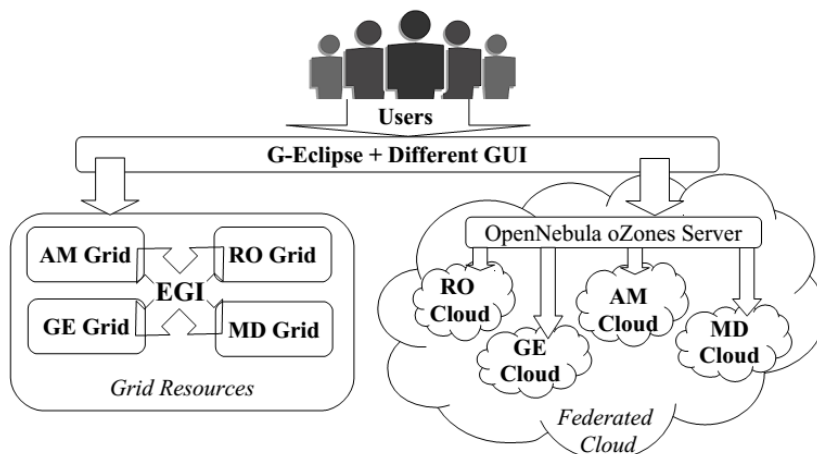 Users
G-Eclipse + Different GUI
AM Grid
RO Grid
EGI
GE Grid
MD Grid
Grid Resources
OpenNebula oZones Server
RO
Cloud
GE
Cloud
AM
Cloud
MD
Cloud
Federated
Cloud